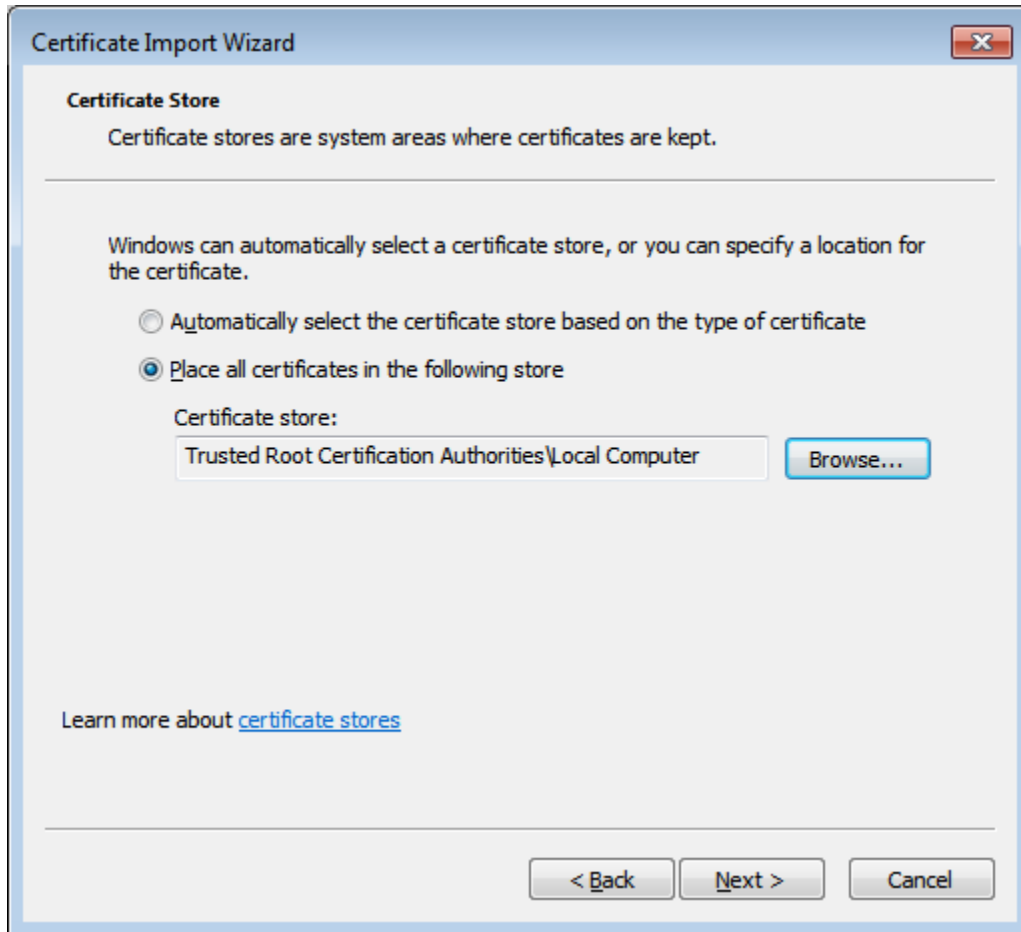 Certificate Import Wizard
Certificate Store
Certificate stores are system areas where certificates are kept.
Windows can automatically select a certificate store, or you can specify a location for
the certificate.
Automatically select the certificate store based on the type of certificate
Place all certificates in the following store
Certificate store:
Trusted Root Certification Authorities\Local Computer
Browse...
Learn more about certificate stores
< Back
Next >
Cancel